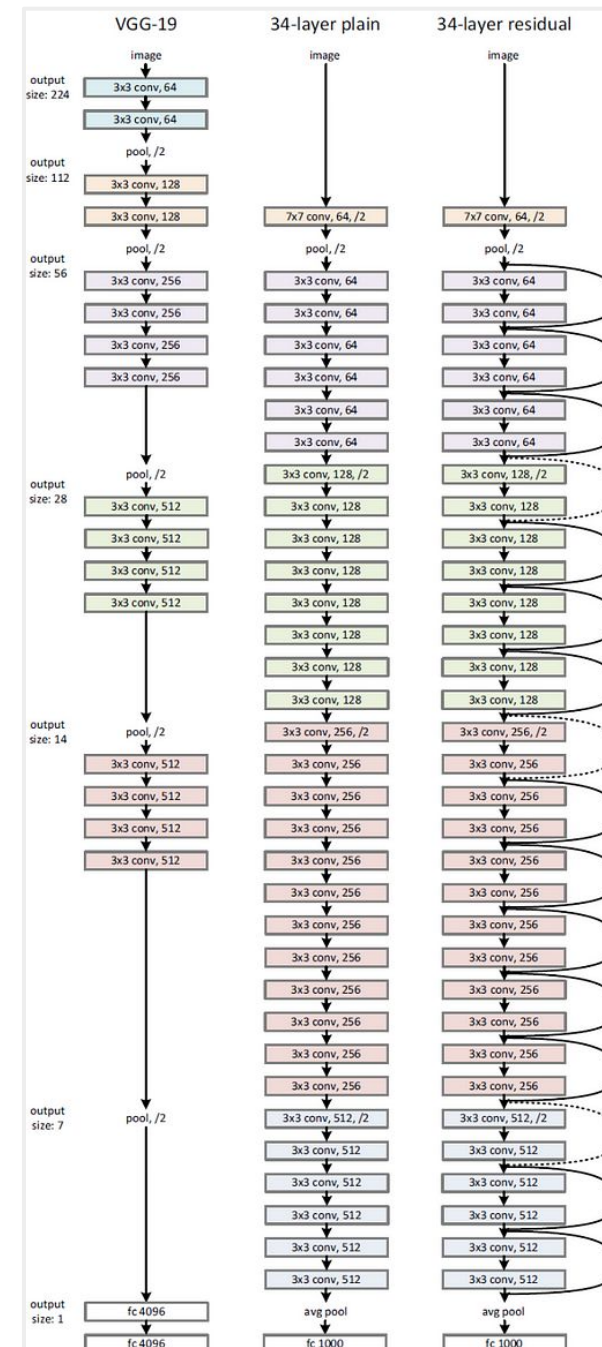 VGG-19
image
output
size: 224
3x3 conv, 64
3x3 conv, 64
pool, /2
output
size: 112
3x3 conv, 128
3x3 conv, 128
pool, /2
output
size: 56
3x3 conv, 256
3x3 conv, 256
3x3 conv, 256
3x3 conv, 256
pool, /2
output
size: 28
3x3 conv, 512
3x3 conv, 512
3x3 conv, 512
3x3 conv, 512
pool, /2
output
size: 14
3x3 conv, 512
3x3 conv, 512
3x3 conv, 512
3x3 conv, 512
output
size: 7
pool, /2
output
size: 1
fc 4096
fc 4096
34-layer plain
image
7x7 conv, 64, /2
pool, /2
3x3 conv, 64
3x3 conv, 64
3x3 conv, 64
3x3 conv, 64
3x3 conv, 64
3x3 conv, 64
3x3 conv, 128, /2
3x3 conv, 128
3x3 conv, 128
3x3 conv, 128
3x3 conv, 128
3x3 conv, 128
3x3 conv, 128
3x3 conv, 128
3x3 conv, 256, /2
3x3 conv, 256
3x3 conv, 256
3x3 conv, 256
3x3 conv, 256
3x3 conv, 256
3x3 conv, 256
3x3 conv, 256
3x3 conv, 256
3x3 conv, 256
3x3 conv, 256
3x3 conv, 256
3x3 conv, 512, /2
3x3 conv, 512
3x3 conv, 512
3x3 conv, 512
3x3 conv, 512
3x3 conv, 512
avg pool
fc 1000
34-layer residual
image
7x7 conv, 64, /2
pool, /2
3x3 conv, 64
3x3 conv, 64
3x3 conv, 64
3x3 conv, 64
3x3 conv, 64
3x3 conv, 64
3x3 conv, 128, /2
3x3 conv, 128
3x3 conv, 128
3x3 conv, 128
3x3 conv, 128
3x3 conv, 128
3x3 conv, 128
3x3 conv, 128
3x3 conv, 256, /2
3x3 conv, 256
3x3 conv, 256
3x3 conv, 256
3x3 conv, 256
3x3 conv, 256
3x3 conv, 256
3x3 conv, 256
3x3 conv, 256
3x3 conv, 256
3x3 conv, 256
3x3 conv, 256
3x3 conv, 512, /2
3x3 conv, 512
3x3 conv, 512
3x3 conv, 512
3x3 conv, 512
3x3 conv, 512
avg pool
fc 1000